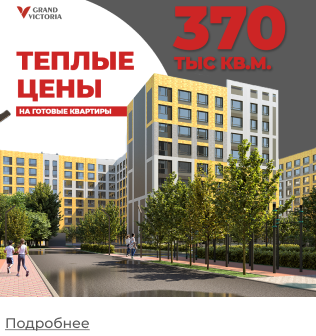 GRAND
VICTORIA
370
ТЫС КВ.М.
ТЕПЛЫЕ
ЦЕНЫ
НА ГОТОВЫЕ КВАРТИРЫ
Подробнее